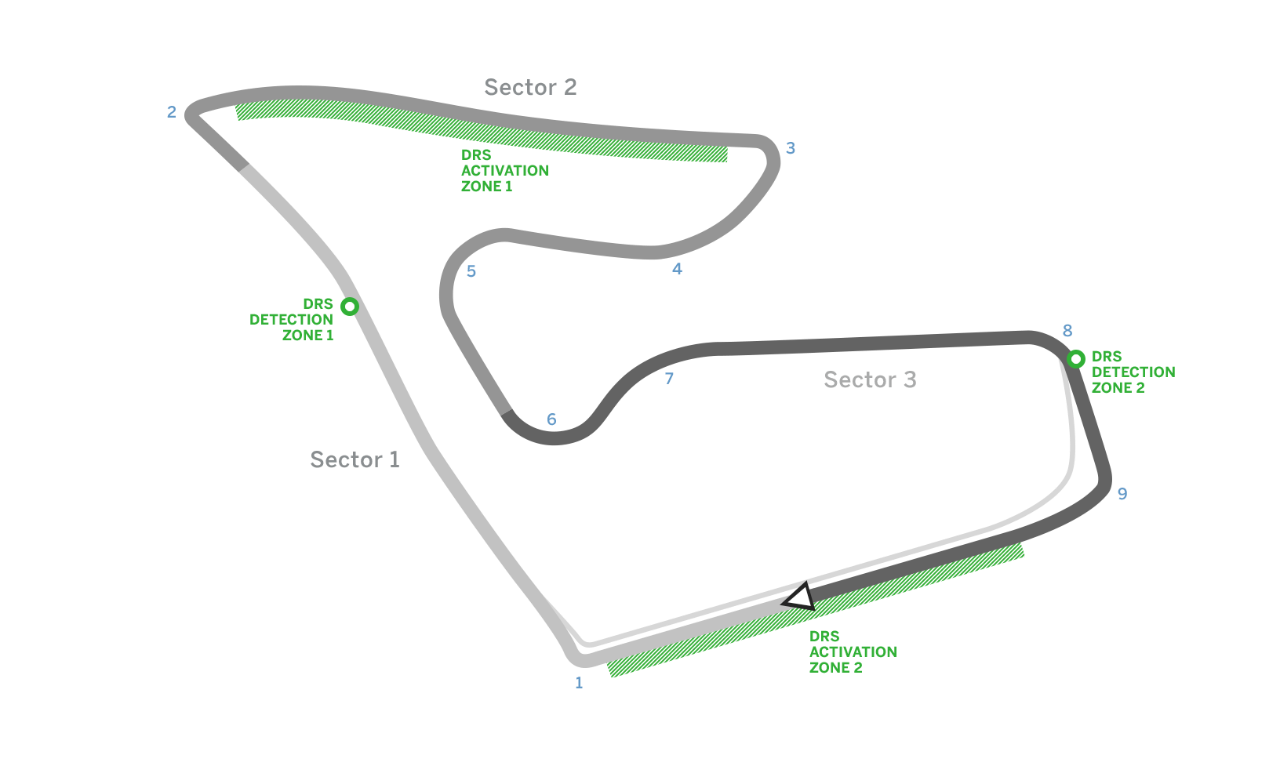 Sector 2
2
3
DRS
ACTIVATION
ZONE 1
5
4
DRS
DETECTION
ZONE 1
8
DRS
DETECTION
ZONE 2
7
Sector 3
6
Sector 1
9
DRS
ACTIVATION
ZONE 2
1